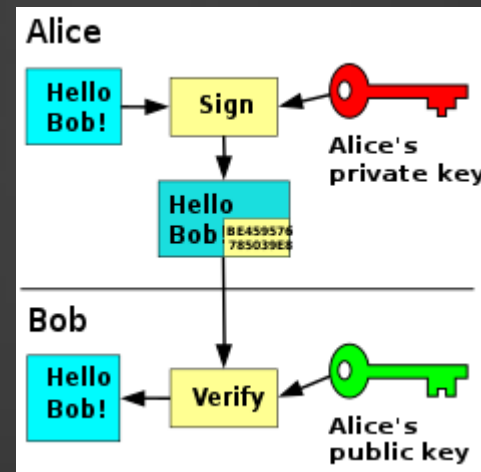 Alice
Hello
Bob!
Sign
Alice's
private key
Hello
Bob!
BE459576
785039E8
Bob
Hello
Bob!
Verify
Alice's
public key